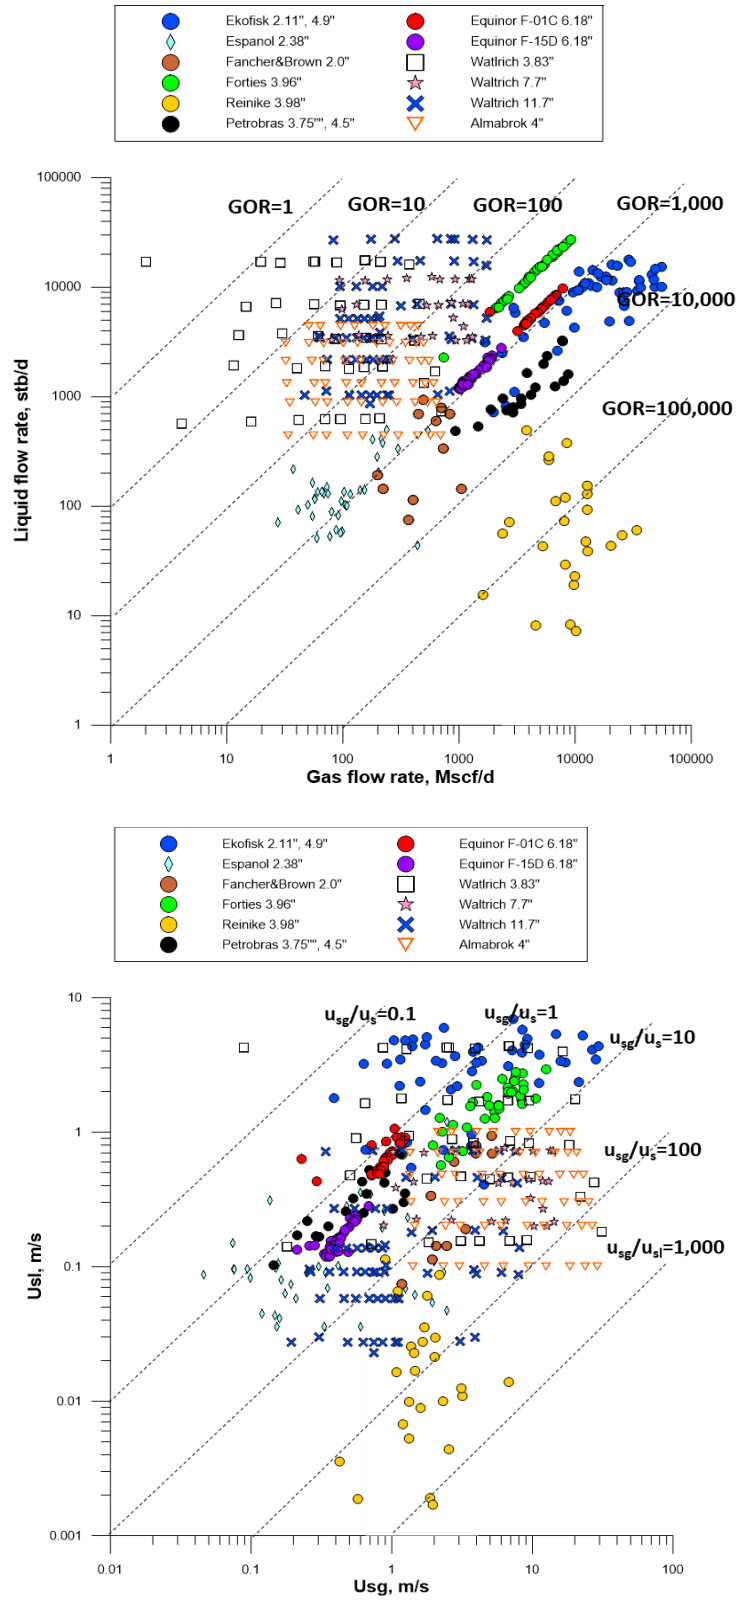 Ekofisk 2.11", 4.9"
Equinor F-01C 6.18"
Espanol 2.38"
Equinor F-15D 6.18"
Fancher&Brown 2.0"
Watlrich 3.83"
Forties 3.96"
Waltrich 7.7"
Reinike 3.98"
Waltrich 11.7"
Petrobras 3.75"", 4.5"
Almabrok 4"
100000
GOR=1
GOR=10
GOR=100
GOR=1,000
10000
GOR=10,000
1000
GOR=100,000
100
10
1
Liquid flow rate, stb/d
1
10
100
1000
10000
100000
Gas flow rate, Mscf/d
Ekofisk 2.11", 4.9"
Equinor F-01C 6.18"
Espanol 2.38"
Equinor F-15D 6.18"
Fancher&Brown 2.0"
Watlrich 3.83"
Forties 3.96"
Waltrich 7.7"
Reinike 3.98"
Waltrich 11.7"
Petrobras 3.75"", 4.5"
Almabrok 4"
10
usg/us=0.1
usg/us=1
usg/us=10
1
usg/us=100
usg/usl=1,000
0.1
0.01
0.001
Usl, m/s
0.01
0.1
1
10
100
Usg, m/s